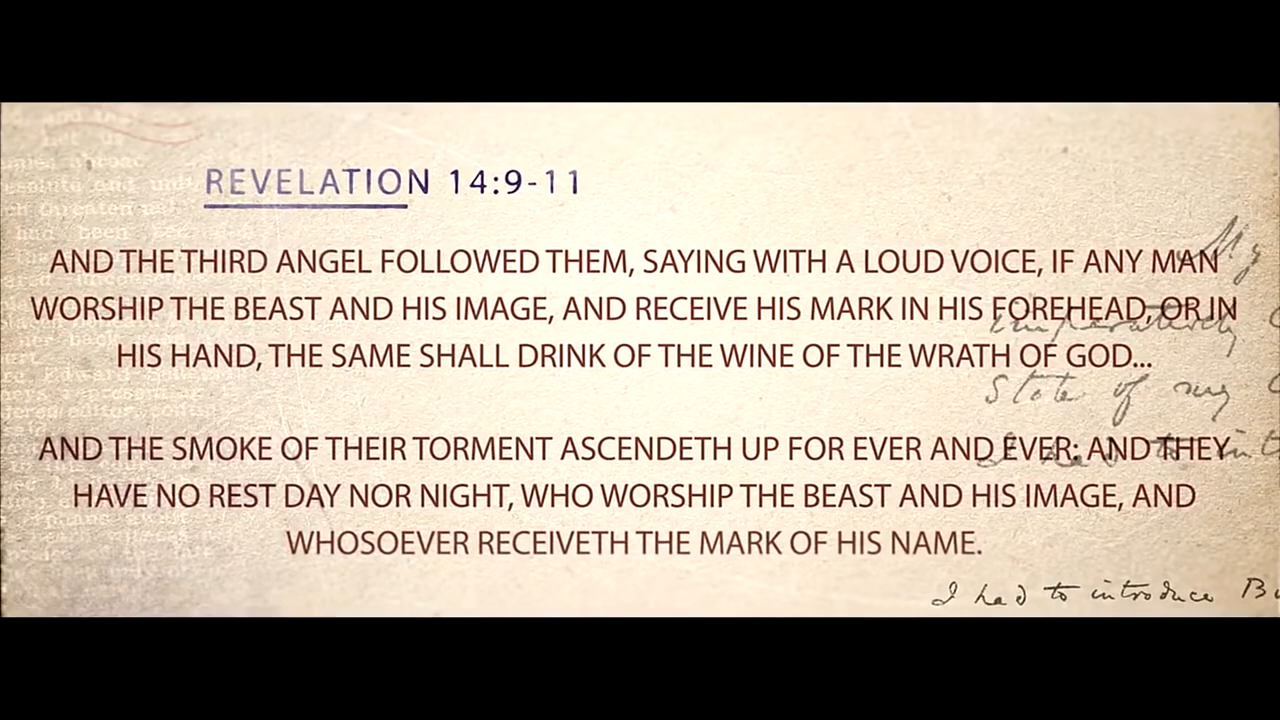 REVELATION 14:9-11
AND THE THIRD ANGEL FOLLOWED THEM, SAYING WITH A LOUD VOICE, IF ANY MAN
WORSHIP THE BEAST AND HIS IMAGE, AND RECEIVE HIS MARK IN HIS FOREHEAD, OR IN
HIS HAND, THE SAME SHALL DRINK OF THE WINE OF THE WRATH OF GOD...
AND THE SMOKE OF THEIR TORMENT ASCENDETH UP FOR EVER AND EVER: AND THEY
HAVE NO REST DAY NOR NIGHT, WHO WORSHIP THE BEAST AND HIS IMAGE, AND
WHOSOEVER RECEIVETH THE MARK OF HIS NAME.
My
imperatively
State of my
I had to
I had to introduce